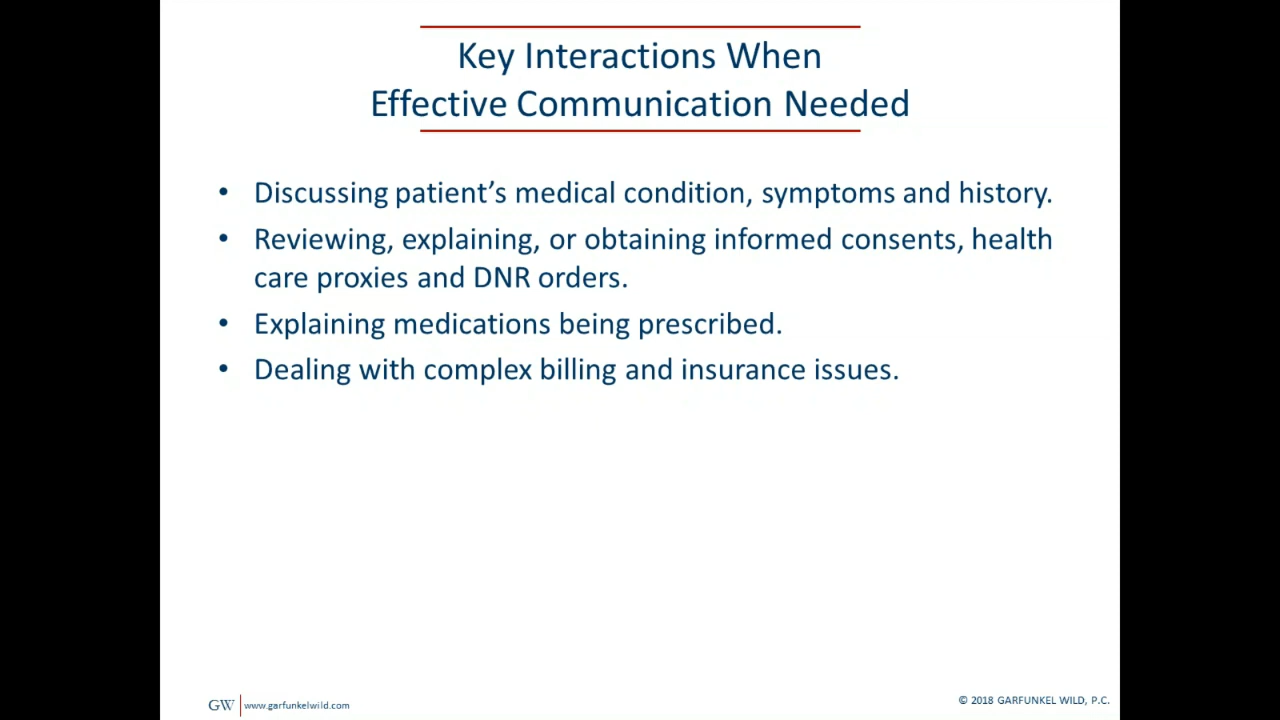 Key Interactions When
Effective Communication Needed
• Discussing patient’s medical condition, symptoms and history.
• Reviewing, explaining, or obtaining informed consents, health
care proxies and DNR orders.
• Explaining medications being prescribed.
• Dealing with complex billing and insurance issues.
GW www.garfunkelwild.com
© 2018 GARFUNKEL WILD, P.C.